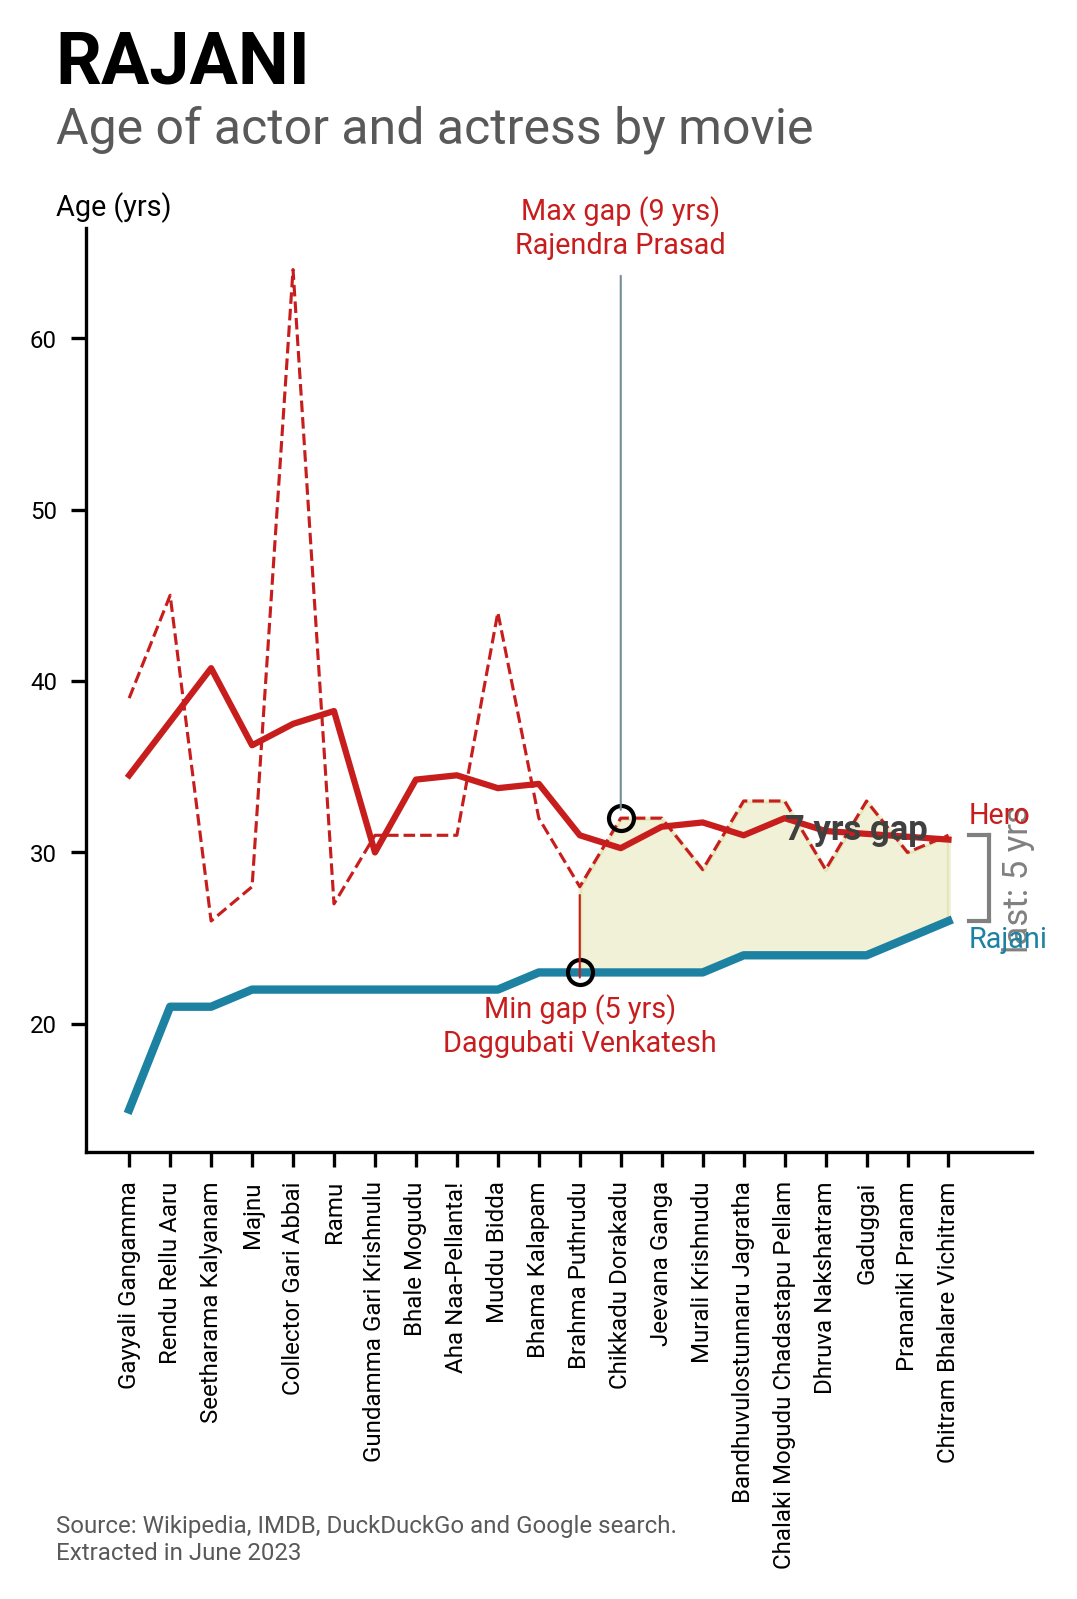 RAJANI
Age of actor and actress by movie
Age (yrs)
Max gap (9 yrs)
Rajendra Prasad
60
50
40
30
20
7 yrs gap
Hero
last: 5 yrs
Rajani
Min gap (5 yrs)
Daggubati Venkatesh
Gayyali Gangamma
Rendu Rellu Aaru
Seetharama Kalyanam
Majnu
Collector Gari Abbai
Ramu
Gundamma Gari Krishnulu
Bhale Mogudu
Aha Naa-Pellanta!
Muddu Bidda
Bhama Kalapam
Brahma Puthrudu
Chikkadu Dorakadu
Jeevana Ganga
Murali Krishnudu
Bandhuvulostunnaru Jagratha
Chalaki Mogudu Chadastapu Pellam
Dhruva Nakshatram
Gaduggai
Prananiki Pranam
Chitram Bhalare Vichitram
Source: Wikipedia, IMDB, DuckDuckGo and Google search.
Extracted in June 2023